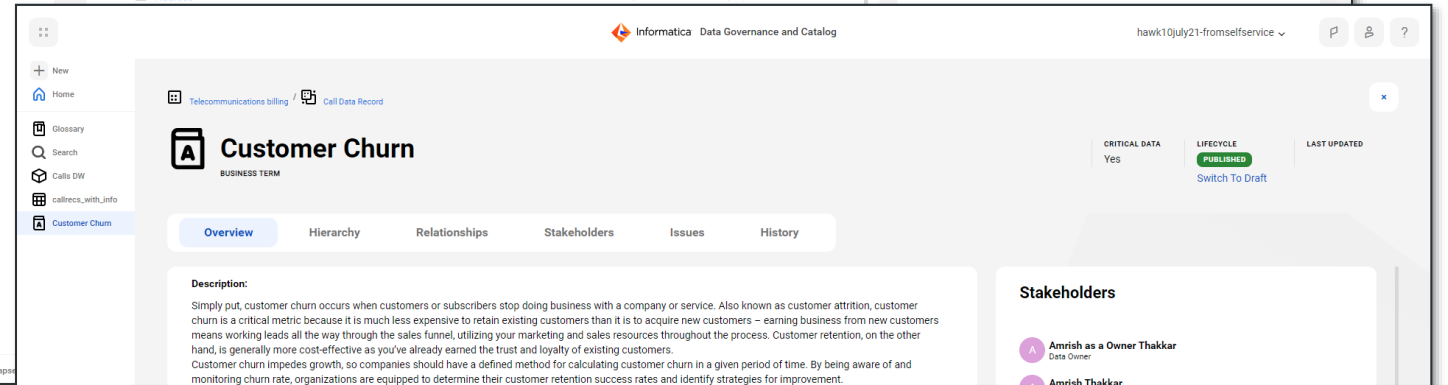 Informatica Data Governance and Catalog
hawk10july21-fromselfservice
?
New
Home
Glossary
Search
Calls DW
callrecs_with_info
Customer Churn
Telecommunications billing / Call Data Record
A
Customer Churn
BUSINESS TERM
CRITICAL DATA
Yes
LIFECYCLE
PUBLISHED
Switch To Draft
LAST UPDATED
Overview Hierarchy Relationships Stakeholders Issues History
Description:
Simply put, customer churn occurs when customers or subscribers stop doing business with a company or service. Also known as customer attrition, customer
churn is a critical metric because it is much less expensive to retain existing customers than it is to acquire new customers – earning business from new customers
means working leads all the way through the sales funnel, utilizing your marketing and sales resources throughout the process. Customer retention, on the other
hand, is generally more cost-effective as you've already earned the trust and loyalty of existing customers.
Customer churn impedes growth, so companies should have a defined method for calculating customer churn in a given period of time. By being aware of and
monitoring churn rate, organizations are equipped to determine their customer retention success rates and identify strategies for improvement.
Stakeholders
A
Amrish as a Owner Thakkar
Data Owner
Amrish Thakkar